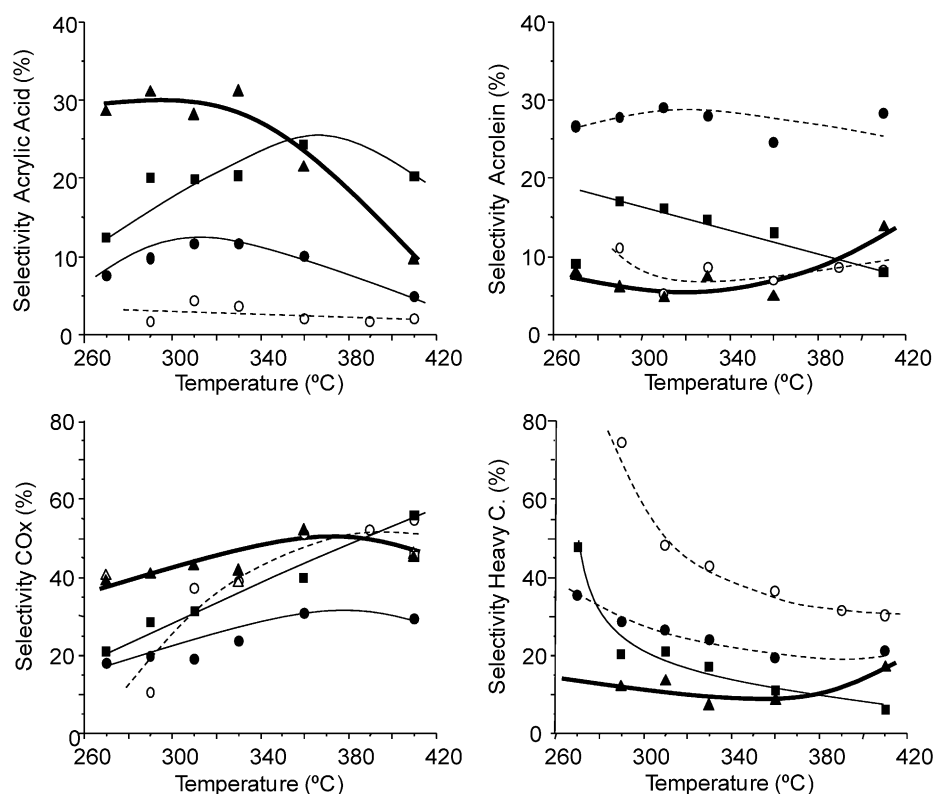 Selectivity Acrylic Acid (%)
40
30
20
10
0
260 300 340 380 420
Temperature (ºC)
Selectivity Acrolein (%)
40
30
20
10
0
260 300 340 380 420
Temperature (ºC)
Selectivity COx (%)
80
60
40
20
0
260 300 340 380 420
Temperature (ºC)
Selectivity Heavy C. (%)
80
60
40
20
0
260 300 340 380 420
Temperature (ºC)